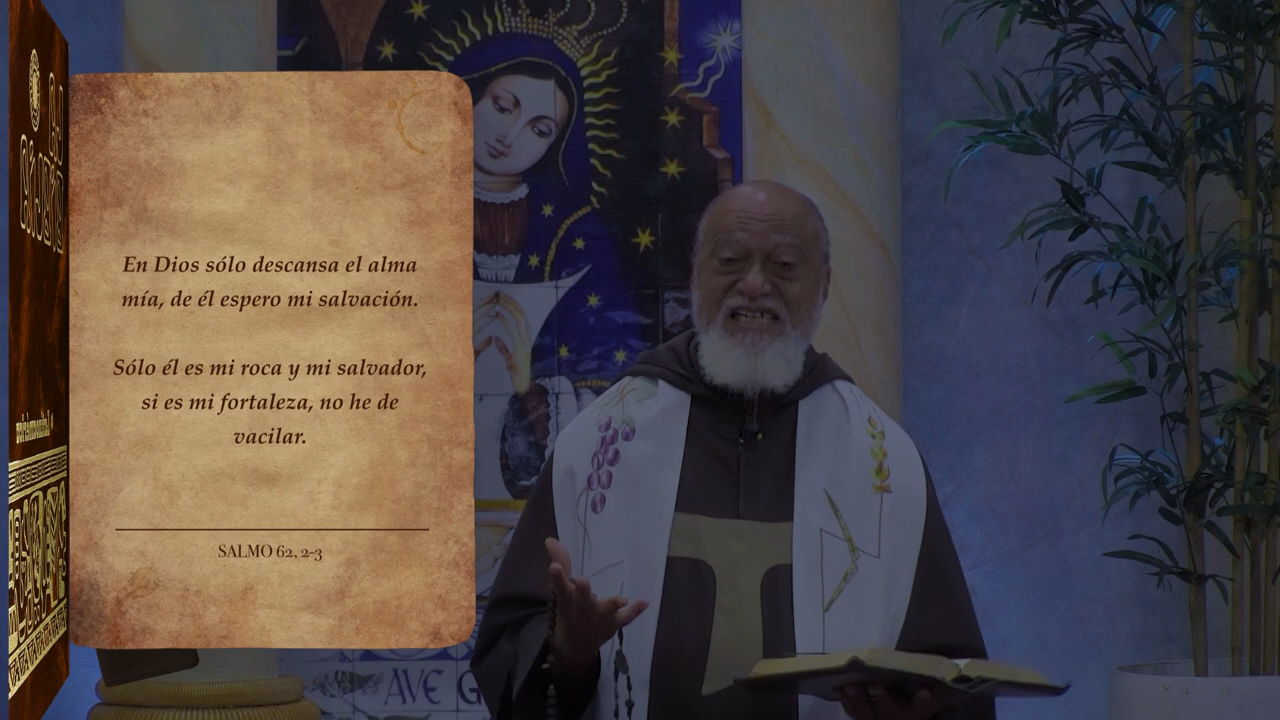 En Dios sólo descansa el alma
mía, de él espero mi salvación.
Sólo él es mi roca y mi salvador,
si es mi fortaleza, no he de
vacilar.
SALMO 62, 2-3
AVE G